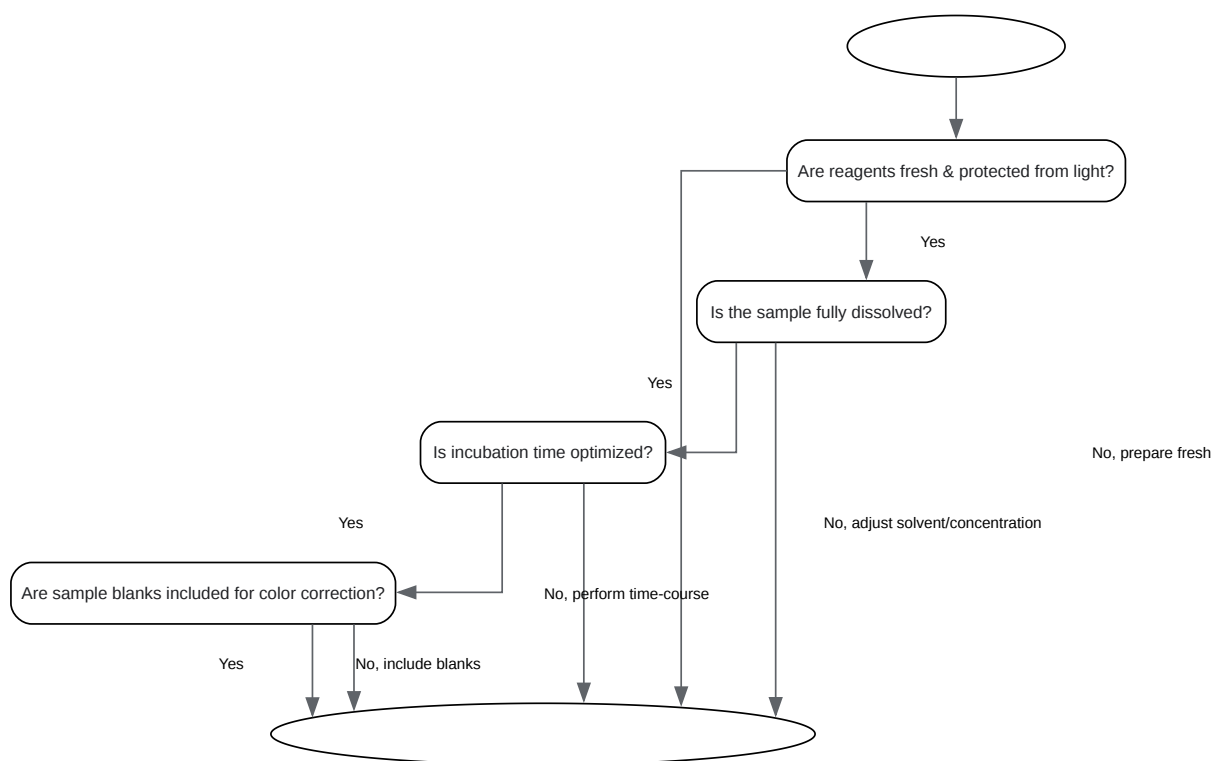 Are reagents fresh & protected from light?
Yes
Is the sample fully dissolved?
Yes
Is incubation time optimized?
No, prepare fresh
Yes
No, adjust solvent/concentration
Are sample blanks included for color correction?
No, perform time-course
Yes
No, include blanks